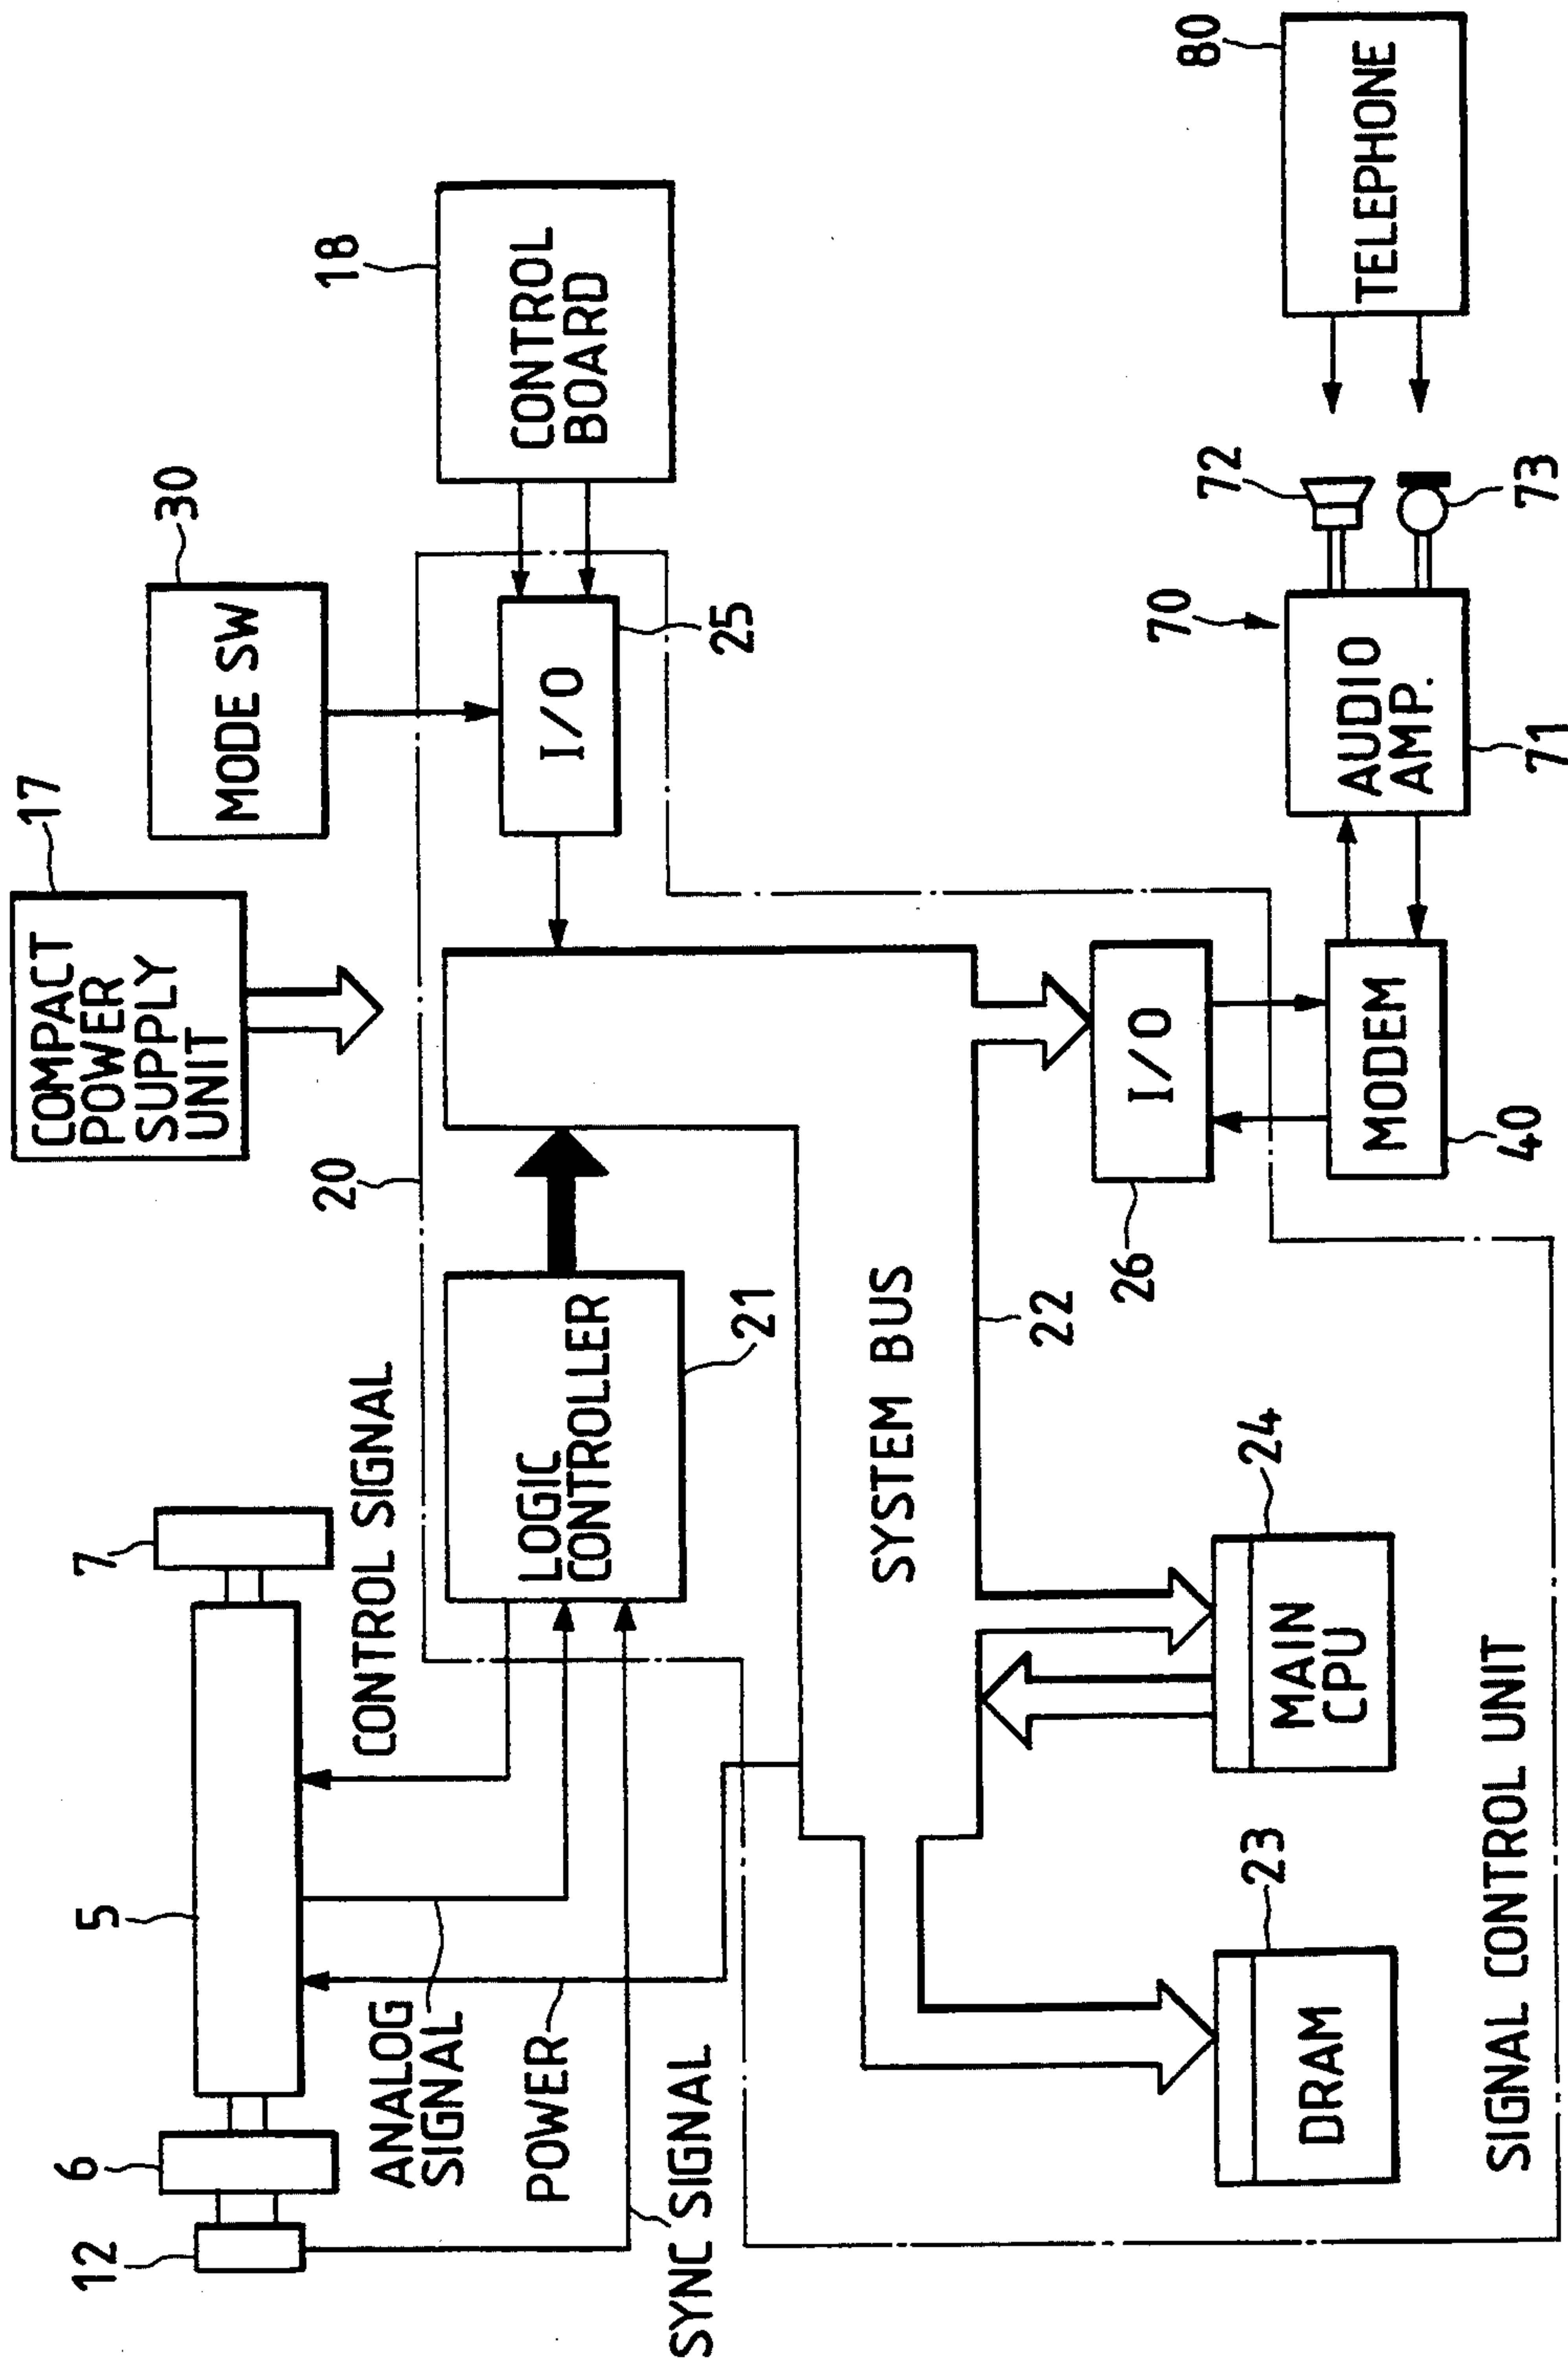 12
6
5
7
COMPACT
POWER
SUPPLY
UNIT
17
MODE SW
30
ANALOG
SIGNAL
POWER
SYNC SIGNAL
CONTROL SIGNAL
20
LOGIC
CONTROLLER
21
I/O
25
CONTROL
BOARD
18
SYSTEM BUS
22
DRAM
23
MAIN
CPU
24
I/O
26
MODEM
40
AUDIO
AMP.
70
71
72
73
TELEPHONE
80
SIGNAL CONTROL UNIT